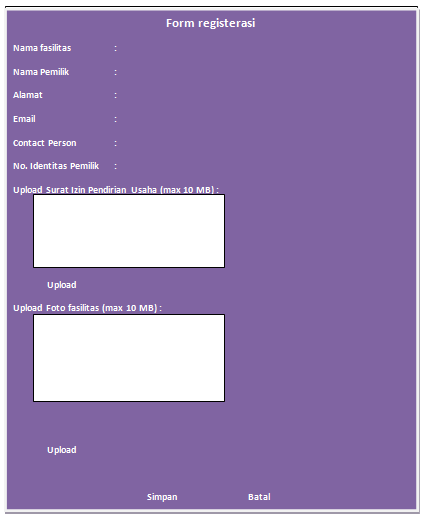 Form registerasi
Nama fasilitas :
Nama Pemilik :
Alamat :
Email :
Contact Person :
No. Identitas Pemilik :
Upload Surat Izin Pendirian Usaha (max 10 MB) :
Upload
Upload Foto fasilitas (max 10 MB) :
Upload
Simpan Batal